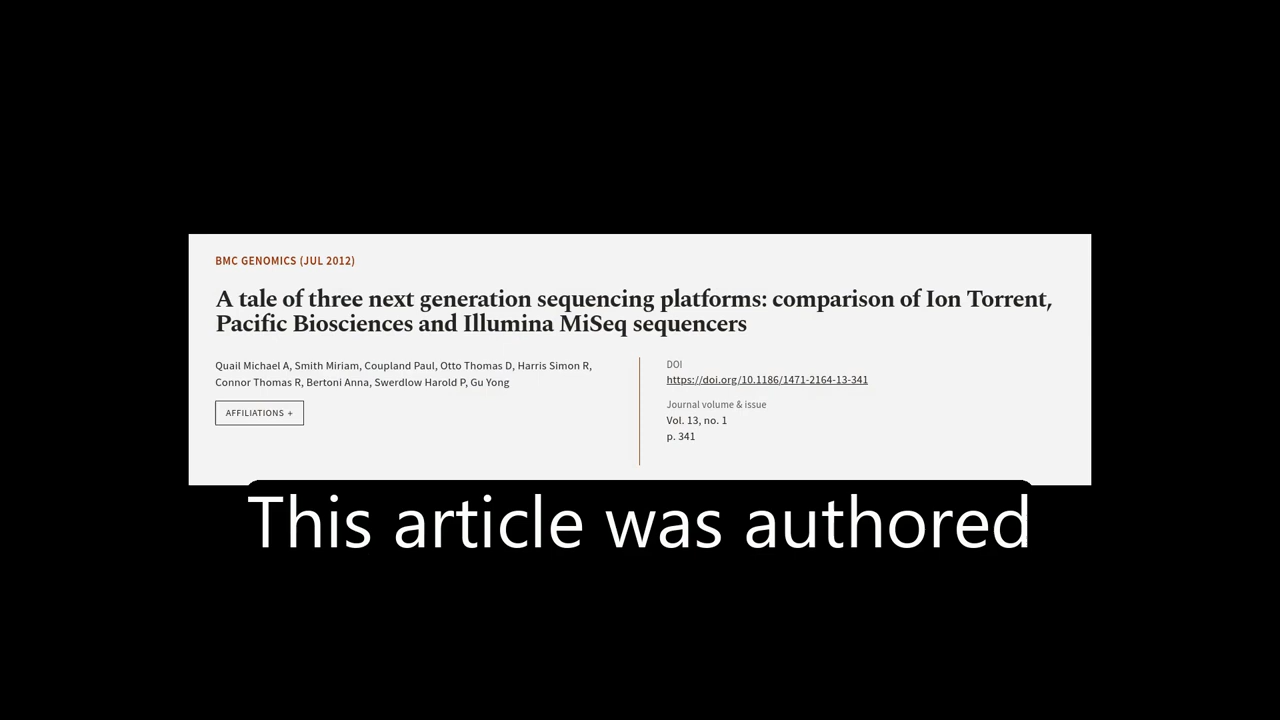 BMC GENOMICS (JUL 2012)
A tale of three next generation sequencing platforms: comparison of Ion Torrent,
Pacific Biosciences and Illumina MiSeq sequencers
Quail Michael A, Smith Miriam, Coupland Paul, Otto Thomas D, Harris Simon R,
Connor Thomas R, Bertoni Anna, Swerdlow Harold P, Gu Yong
AFFILIATIONS +
DOI
https://doi.org/10.1186/1471-2164-13-341
Journal volume & issue
Vol. 13, no. 1
p. 341
This article was authored